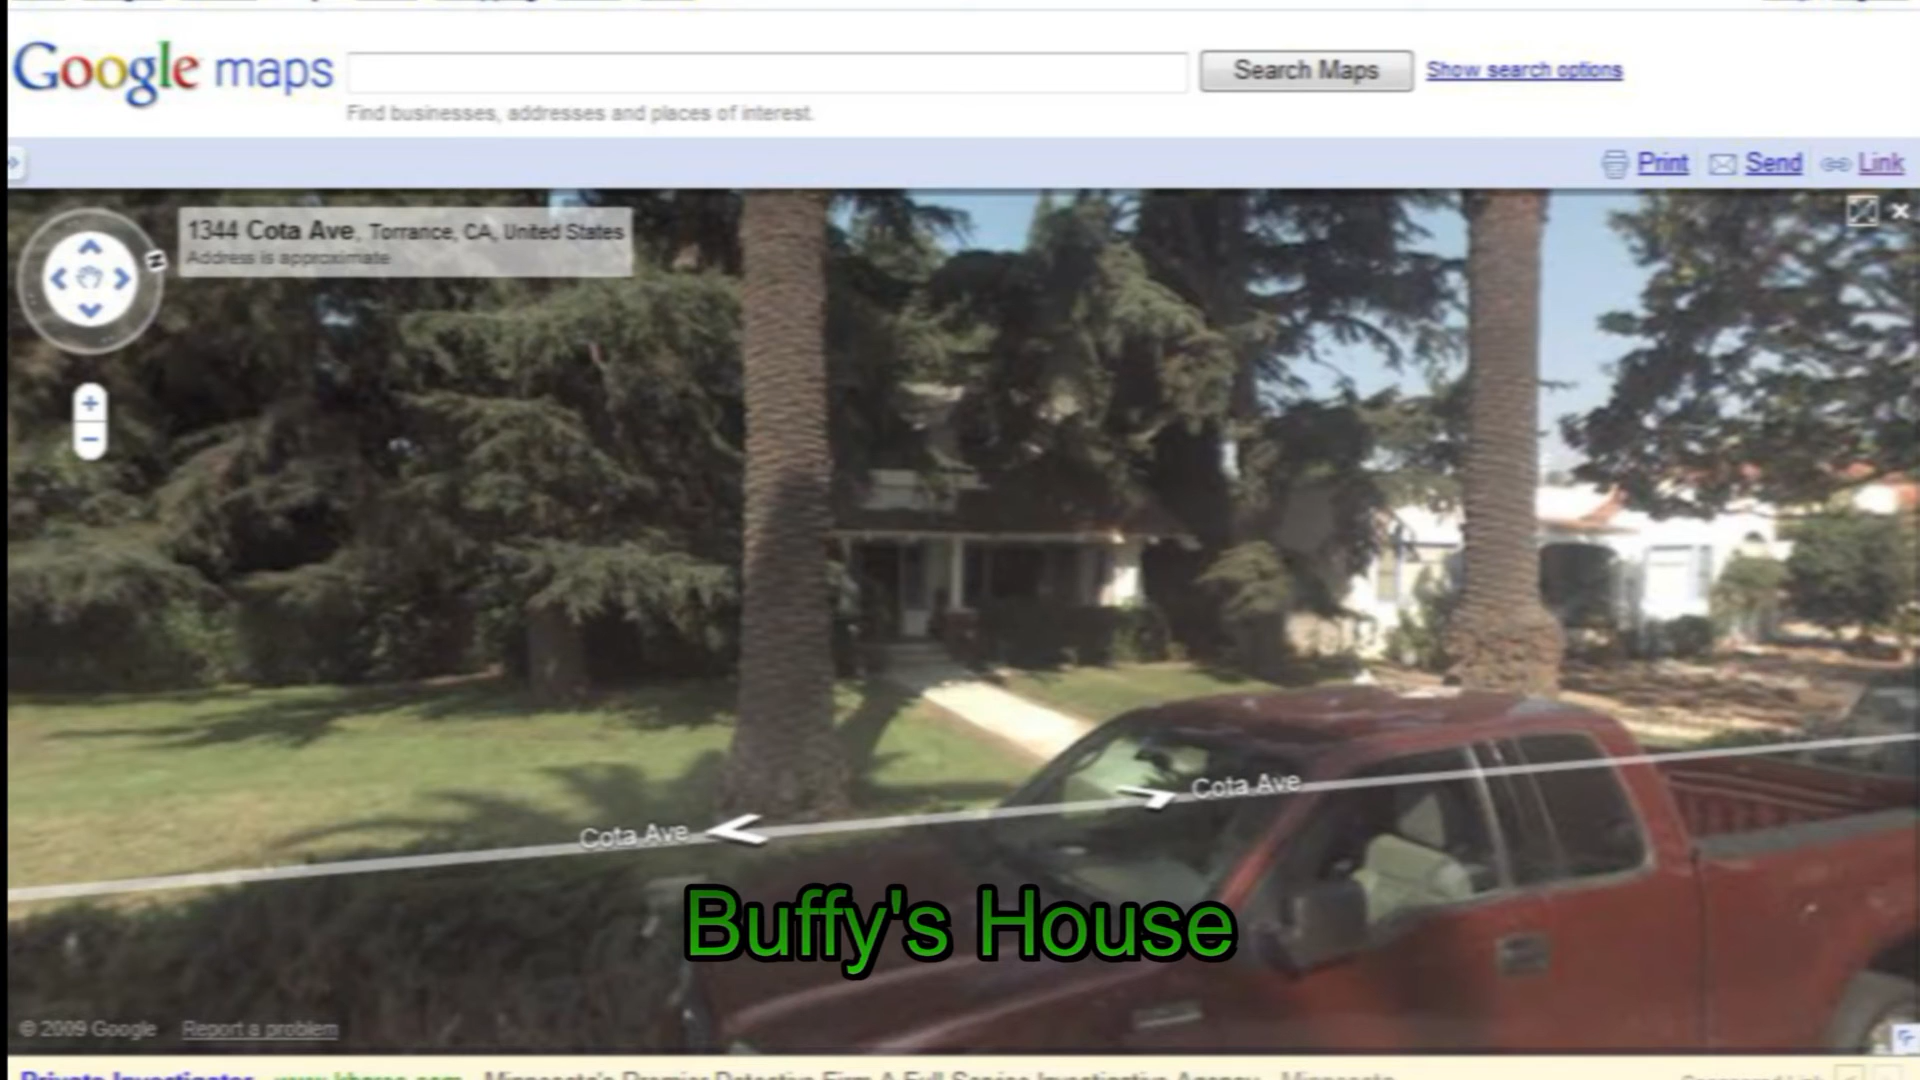 Google maps
Search Maps
Show search options
Find businesses, addresses and places of interest.
Print
Send
Link
1344 Cota Ave, Torrance, CA, United States
Address is approximate
Cota Ave
Cota Ave
Buffy's House
© 2009 Google
Report a problem